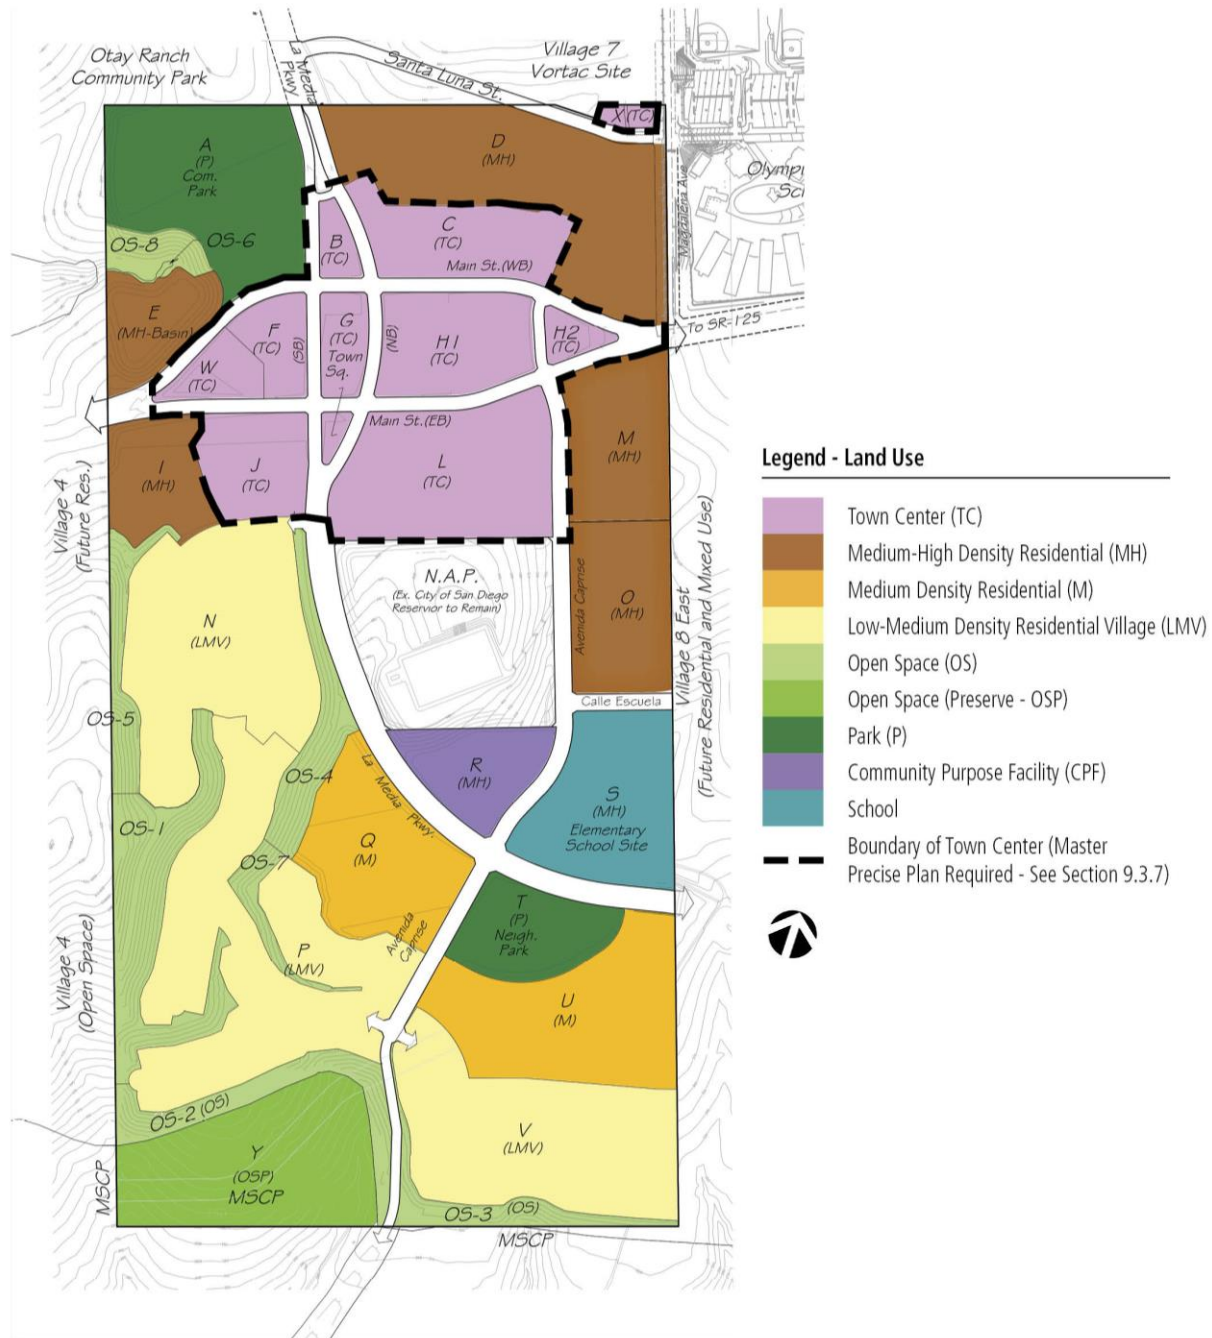 Otay Ranch
Community Park
La Media
Pkwy
Santa Luna St.
Village 7
Vortac Site
X (TC)
A
(P)
Com.
Park
D
(MH)
Magdalena Ave
OS-8
OS-6
B
(TC)
C
(TC)
Main St.(WB)
E
(MH-Basin)
F
(TC)
(SB)
G
(TC)
Town
Sq.
(NB)
H1
(TC)
H2
(TC)
To SR-125
W
(TC)
Main St.(EB)
I
(MH)
J
(TC)
L
(TC)
M
(MH)
Village 4
(Future Res.)
N.A.P.
(Ex. City of San Diego
Reservior to Remain)
Avenida Caprise
O
(MH)
Village 8 East
(Future Residential and Mixed Use)
N
(LMV)
Calle Escuela
OS-5
OS-4
La Media Pkwy.
R
(MH)
S
(MH)
Elementary
School Site
OS-1
OS-7
Q
(M)
Avenida
Caprise
T
(P)
Neigh.
Park
P
(LMV)
Village 4
(Open Space)
U
(M)
OS-2 (OS)
V
(LMV)
Y
(OSP)
MSCP
MSCP
OS-3 (OS)
MSCP
Legend - Land Use
Town Center (TC)
Medium-High Density Residential (MH)
Medium Density Residential (M)
Low-Medium Density Residential Village (LMV)
Open Space (OS)
Open Space (Preserve - OSP)
Park (P)
Community Purpose Facility (CPF)
School
Boundary of Town Center (Master
Precise Plan Required - See Section 9.3.7)